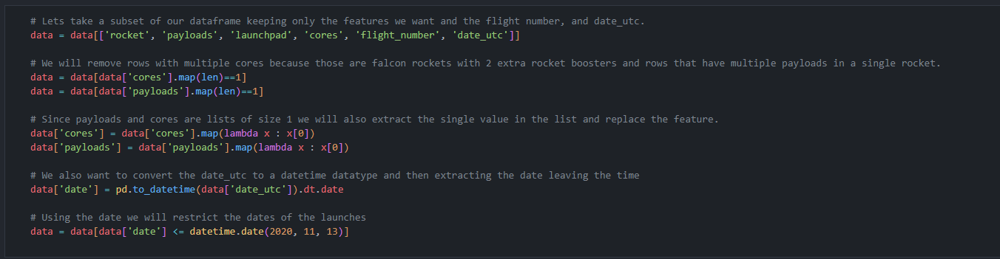 # Lets take a subset of our dataframe keeping only the features we want and the flight number, and date_utc.
data = data[['rocket', 'payloads', 'launchpad', 'cores', 'flight_number', 'date_utc']]
# We will remove rows with multiple cores because those are falcon rockets with 2 extra rocket boosters and rows that have multiple payloads in a single rocket.
data = data[data['cores'].map(len)==1]
data = data[data['payloads'].map(len)==1]
# Since payloads and cores are lists of size 1 we will also extract the single value in the list and replace the feature.
data['cores'] = data['cores'].map(lambda x : x[0])
data['payloads'] = data['payloads'].map(lambda x : x[0])
# We also want to convert the date_utc to a datetime datatype and then extracting the date leaving the time
data['date'] = pd.to_datetime(data['date_utc']).dt.date
# Using the date we will restrict the dates of the launches
data = data[data['date'] <= datetime.date(2020, 11, 13)]